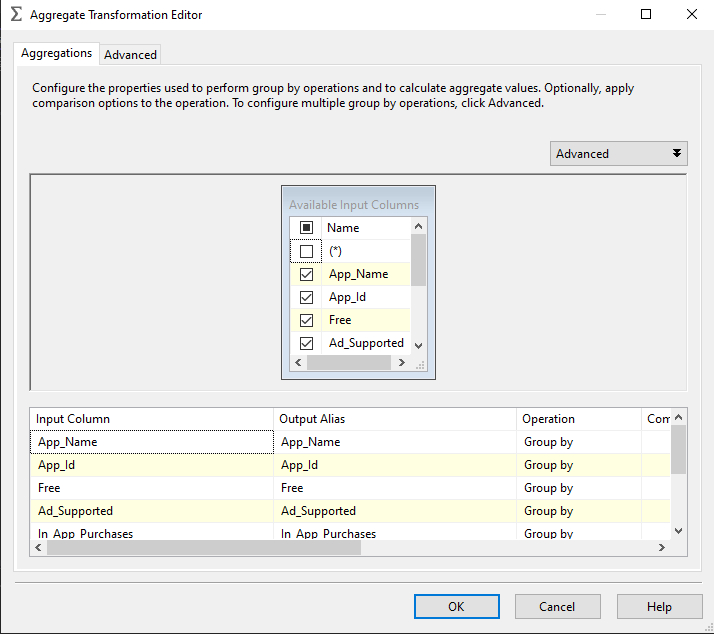 Aggregate Transformation Editor
Aggregations
Advanced
Configure the properties used to perform group by operations and to calculate aggregate values. Optionally, apply
comparison options to the operation. To configure multiple group by operations, click Advanced.
Advanced
Available Input Columns
Name
(*)
App_Name
App_Id
Free
Ad_Supported
Input Column Output Alias Operation Com
App_Name App_Name Group by
App_Id App_Id Group by
Free Free Group by
Ad_Supported Ad_Supported Group by
In_App_Purchases In_App_Purchases Group by
OK Cancel Help